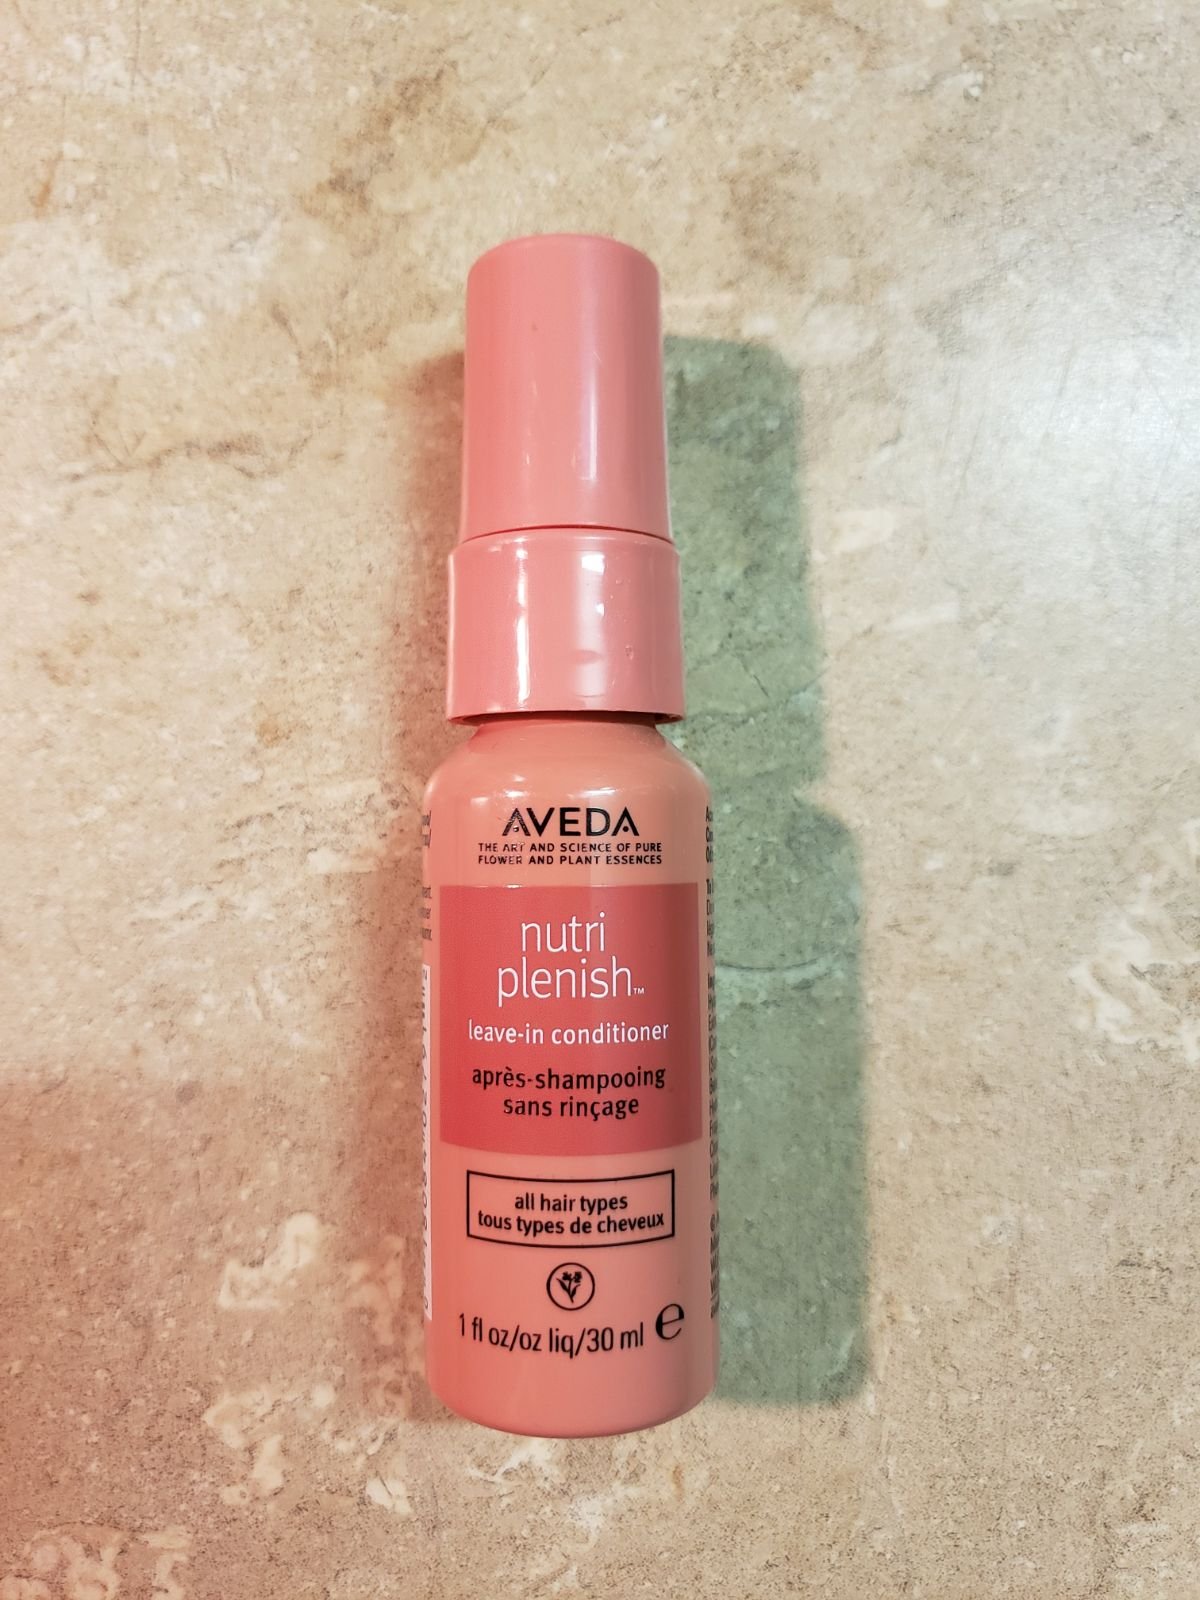 AVEDA
THE ART AND SCIENCE OF PURE
FLOWER AND PLANT ESSENCES
nutri
plenish™
leave-in conditioner
après-shampooing
sans rinçage
all hair types
tous types de cheveux
1 fl oz/oz liq/30 ml ℮